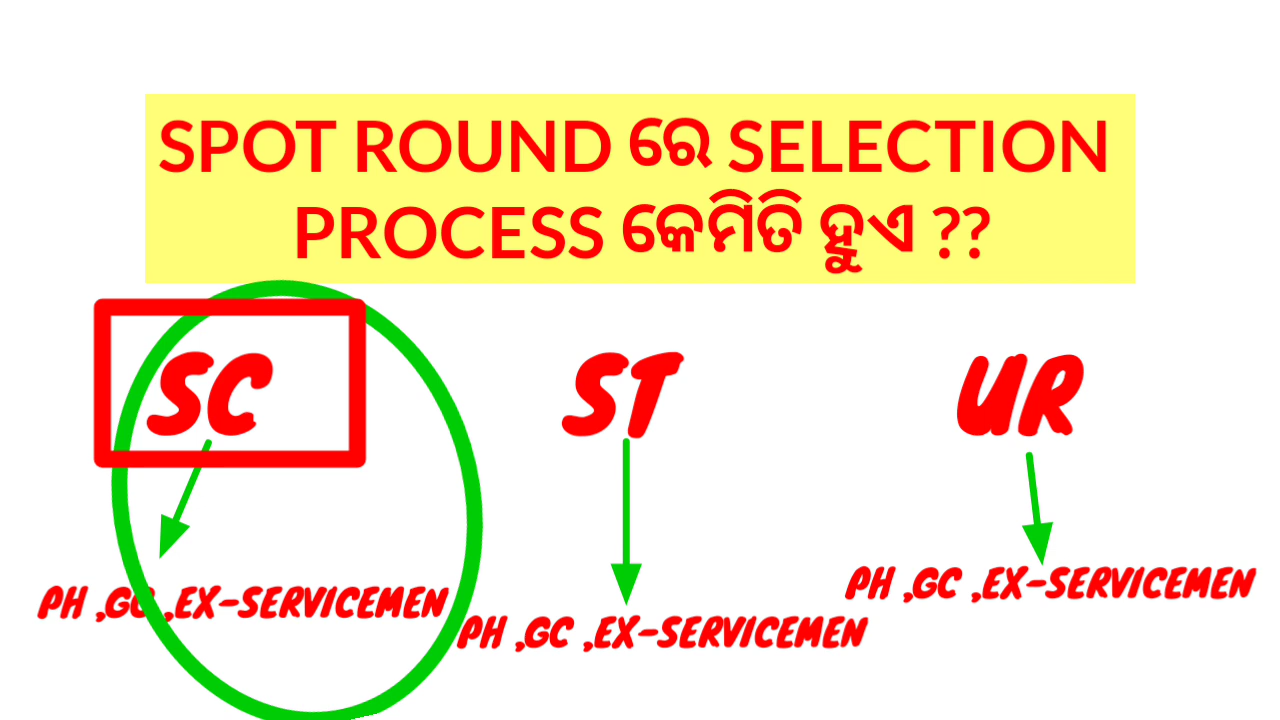 SPOT ROUND ରେ SELECTION
PROCESS କେମିତି ହୁଏ ??
SC
ST
UR
PH ,GC ,EX-SERVICEMEN
PH ,GC ,EX-SERVICEMEN
PH ,GC ,EX-SERVICEMEN